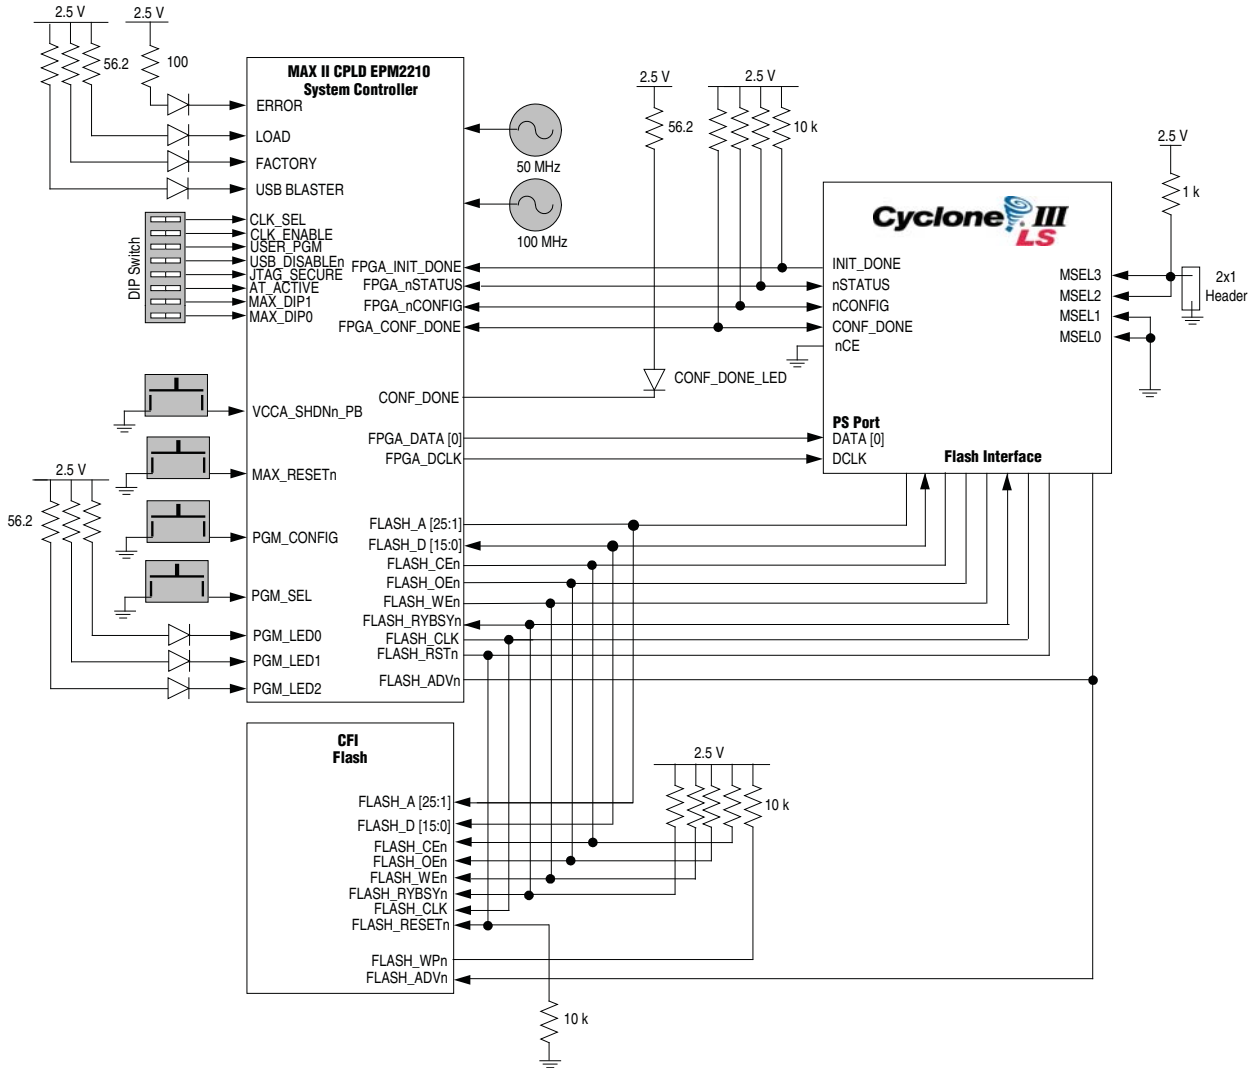 2.5 V
2.5 V
56.2
100
MAX II CPLD EPM2210
System Controller
ERROR
LOAD
FACTORY
USB BLASTER
DIP Switch
CLK_SEL
CLK_ENABLE
USER_PGM
USB_DISABLEn
JTAG_SECURE
AT_ACTIVE
MAX_DIP1
MAX_DIP0
VCCA_SHDNn_PB
MAX_RESETn
PGM_CONFIG
PGM_SEL
2.5 V
56.2
PGM_LED0
PGM_LED1
PGM_LED2
50 MHz
100 MHz
FPGA_INIT_DONE
FPGA_nSTATUS
FPGA_nCONFIG
FPGA_CONF_DONE
CONF_DONE
FPGA_DATA [0]
FPGA_DCLK
FLASH_A [25:1]
FLASH_D [15:0]
FLASH_CEn
FLASH_OEn
FLASH_WEn
FLASH_RYBSYn
FLASH_CLK
FLASH_RSTn
FLASH_ADVn
2.5 V
56.2
CONF_DONE_LED
2.5 V
10 k
Cyclone III
LS
INIT_DONE
nSTATUS
nCONFIG
CONF_DONE
nCE
PS Port
DATA [0]
DCLK
Flash Interface
MSEL3
MSEL2
MSEL1
MSEL0
2.5 V
1 k
2x1
Header
CFI
Flash
FLASH_A [25:1]
FLASH_D [15:0]
FLASH_CEn
FLASH_OEn
FLASH_WEn
FLASH_RYBSYn
FLASH_CLK
FLASH_RESETn
FLASH_WPn
FLASH_ADVn
2.5 V
10 k
10 k